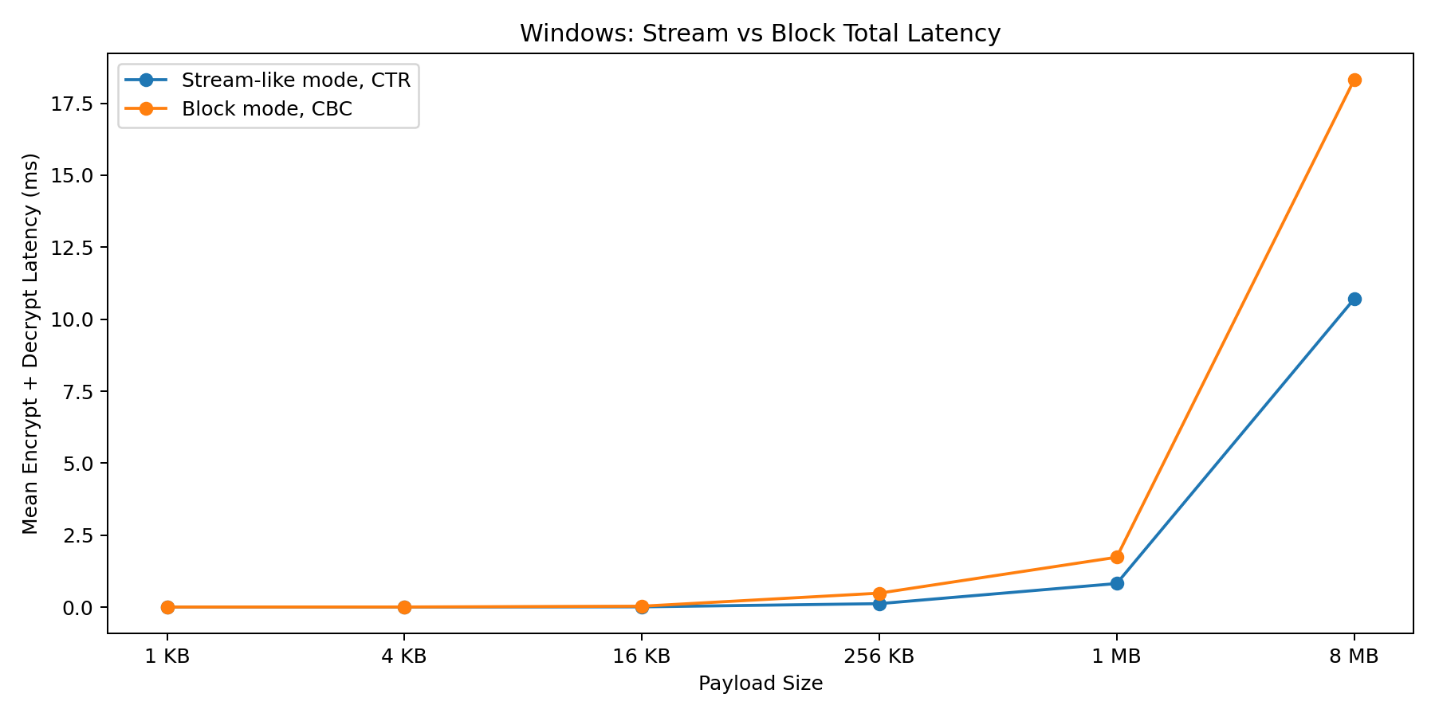 Windows: Stream vs Block Total Latency
Stream-like mode, CTR
Block mode, CBC
Mean Encrypt + Decrypt Latency (ms)
17.5
15.0
12.5
10.0
7.5
5.0
2.5
0.0
1 KB
4 KB
16 KB
256 KB
1 MB
8 MB
Payload Size